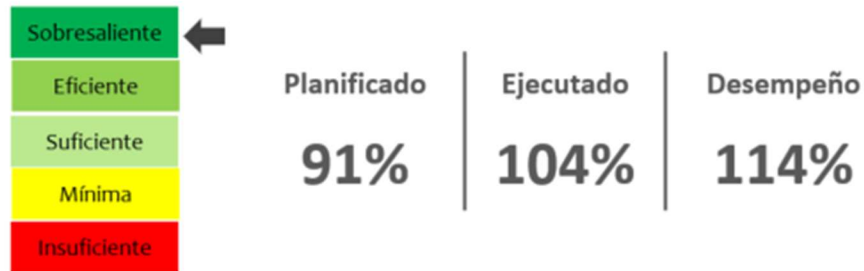 Sobresaliente
Eficiente
Suficiente
Mínima
Insuficiente
Planificado
91%
Ejecutado
104%
Desempeño
114%